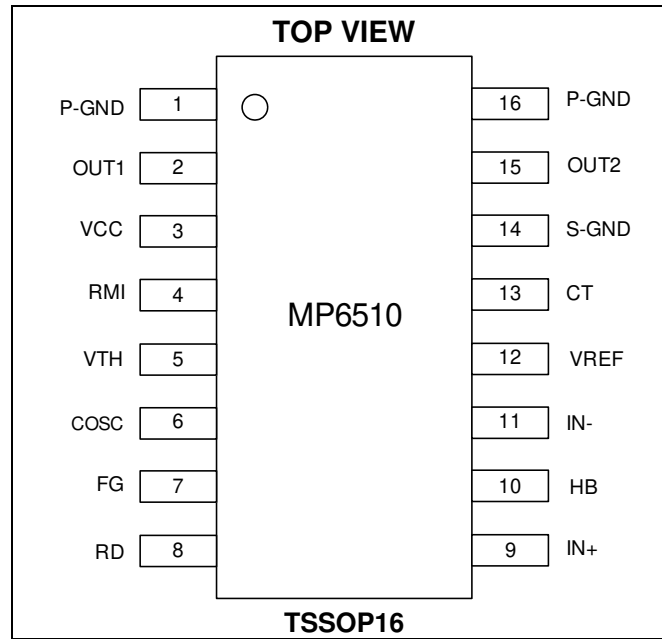 TOP VIEW
P-GND 1 16 P-GND
OUT1 2 15 OUT2
VCC 3 14 S-GND
RMI 4 13 CT
MP6510
VTH 5 12 VREF
COSC 6 11 IN-
FG 7 10 HB
RD 8 9 IN+
TSSOP16